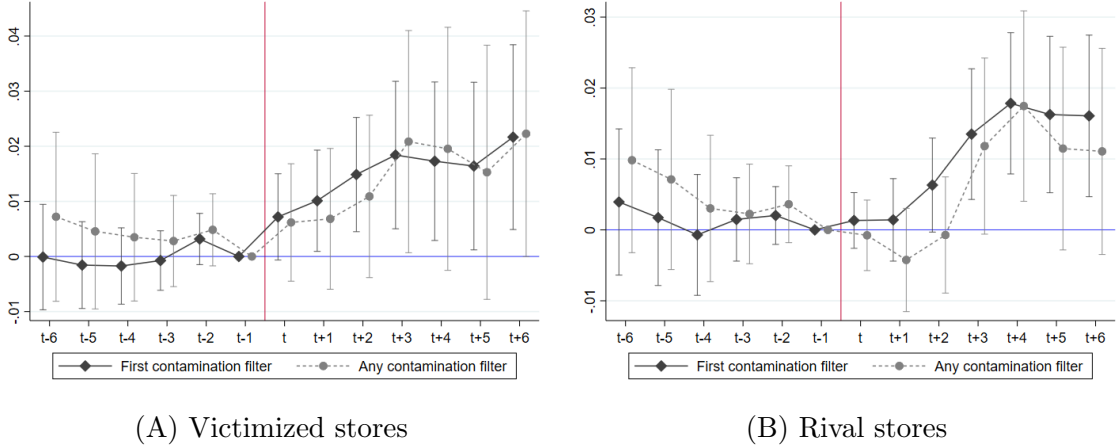 .04
.03
.02
.01
0
-.01
t-6 t-5 t-4 t-3 t-2 t-1 t t+1 t+2 t+3 t+4 t+5 t+6
First contamination filter Any contamination filter
(A) Victimized stores
.03
.02
.01
0
-.01
t-6 t-5 t-4 t-3 t-2 t-1 t t+1 t+2 t+3 t+4 t+5 t+6
First contamination filter Any contamination filter
(B) Rival stores